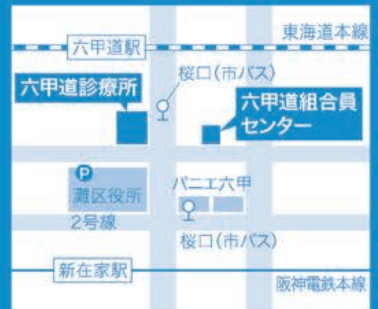 東海道本線
六甲道駅
桜口(市バス)
六甲道診療所
六甲道組合員
センター
P
灘区役所
パニエ六甲
2号線
桜口(市バス)
新在家駅
阪神電鉄本線